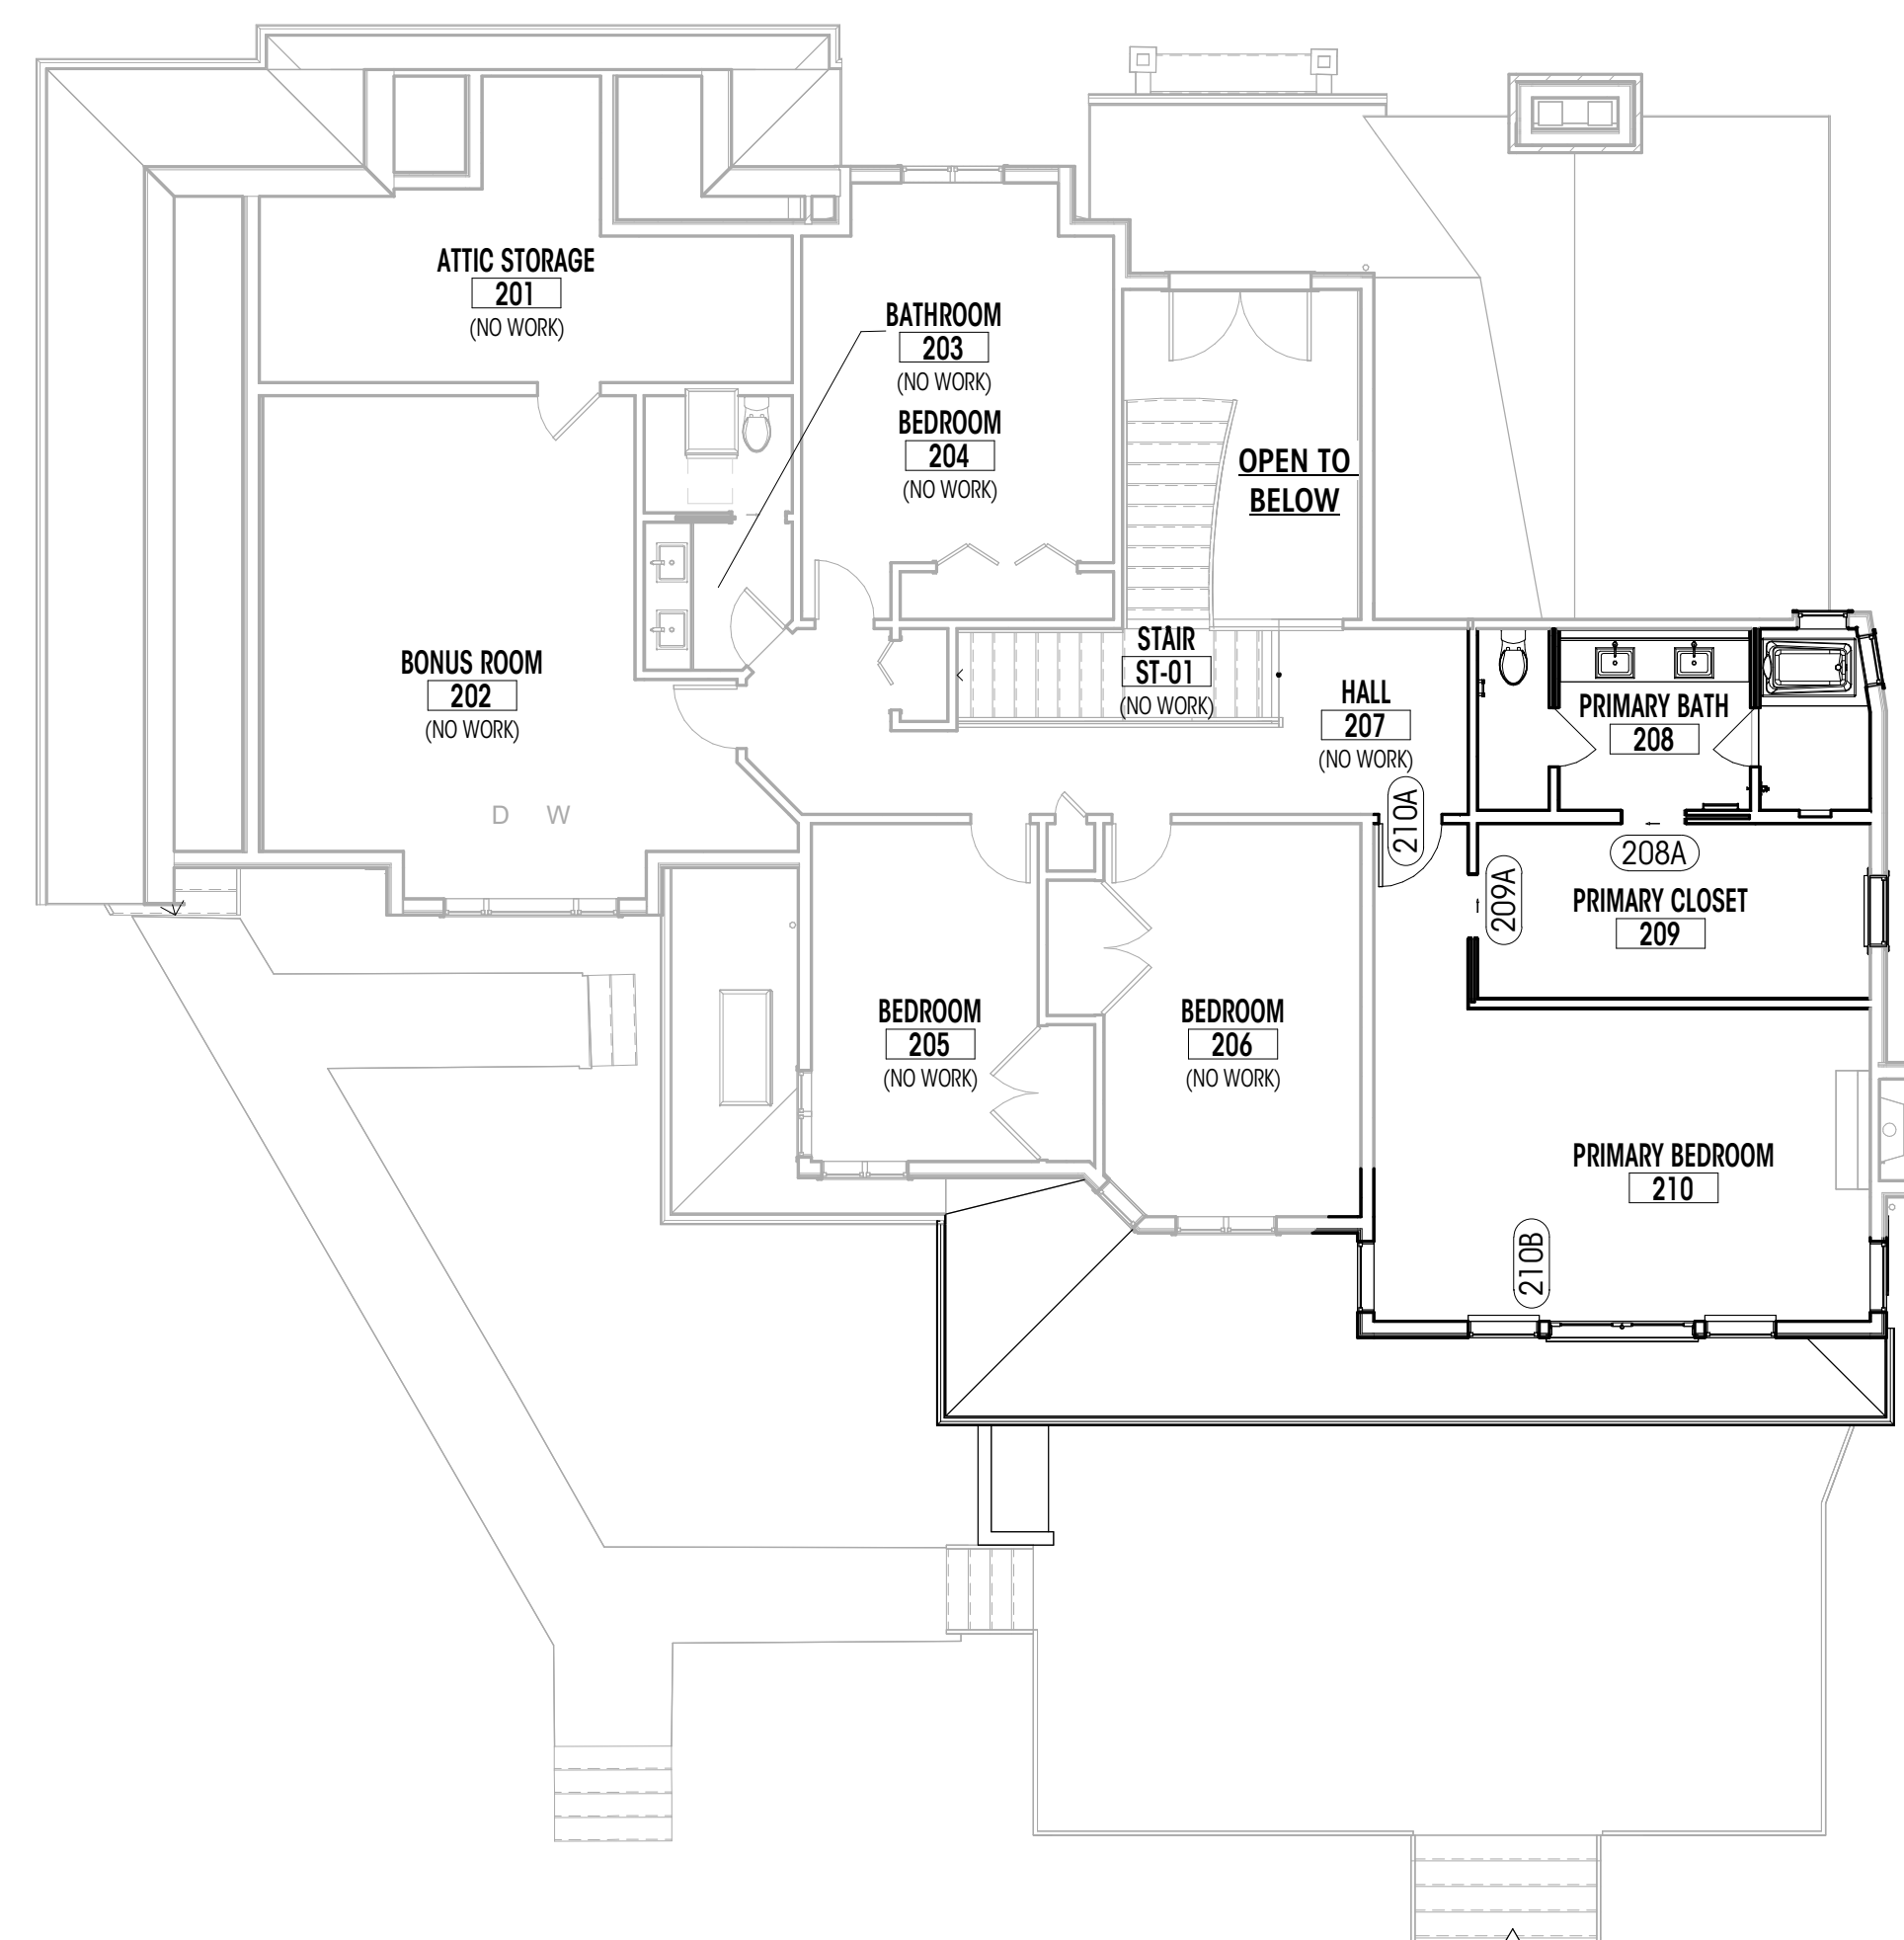 ATTIC STORAGE
201
(NO WORK)
BATHROOM
203
(NO WORK)
BEDROOM
204
(NO WORK)
OPEN TO
BELOW
BONUS ROOM
202
(NO WORK)
D W
STAIR
ST-01
(NO WORK)
HALL
207
(NO WORK)
PRIMARY BATH
208
210A
208A
209A
PRIMARY CLOSET
209
BEDROOM
205
(NO WORK)
BEDROOM
206
(NO WORK)
PRIMARY BEDROOM
210
210B